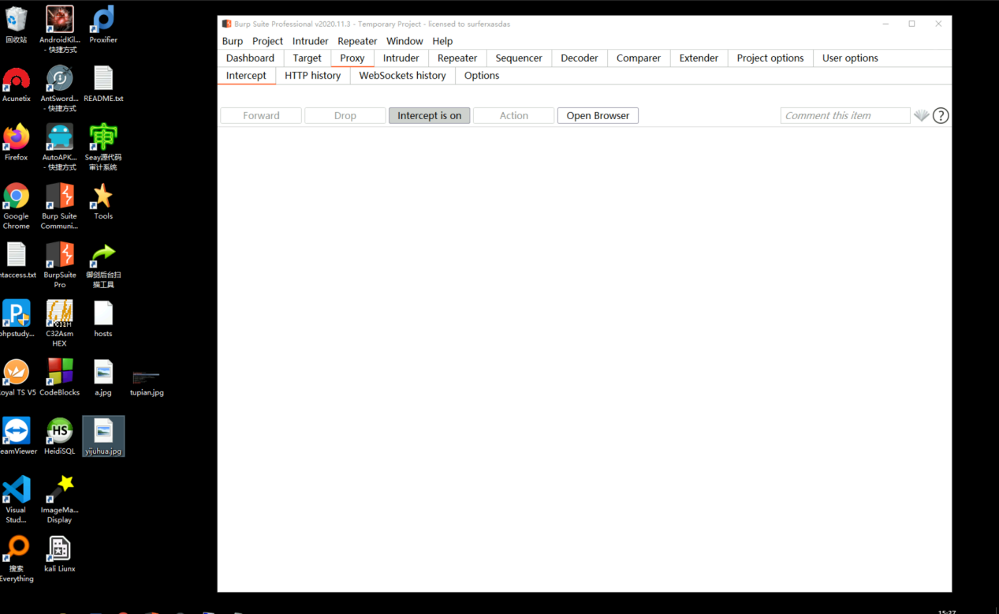 回收站
AndroidKil...
- 快捷方式
Proxifier
Acunetix
AntSword...
- 快捷方式
README.txt
Firefox
AutoAPK...
- 快捷方式
Seay源代码
审计系统
Google
Chrome
Burp Suite
Communi...
Tools
ntaccess.txt
BurpSuite
Pro
御剑后台扫
描工具
phpstudy...
C32Asm
HEX
hosts
oyal TS V5
CodeBlocks
a.jpg
tupian.jpg
eamViewer
HeidiSQL
yijuhua.jpg
Visual
Stud...
ImageMa...
Display
搜索
Everything
kali Liunx
Burp Suite Professional v2020.11.3 - Temporary Project - licensed to surferxasdas
Burp Project Intruder Repeater Window Help
Dashboard Target Proxy Intruder Repeater Sequencer Decoder Comparer Extender Project options User options
Intercept HTTP history WebSockets history Options
Forward Drop Intercept is on Action Open Browser Comment this item ?
15:37